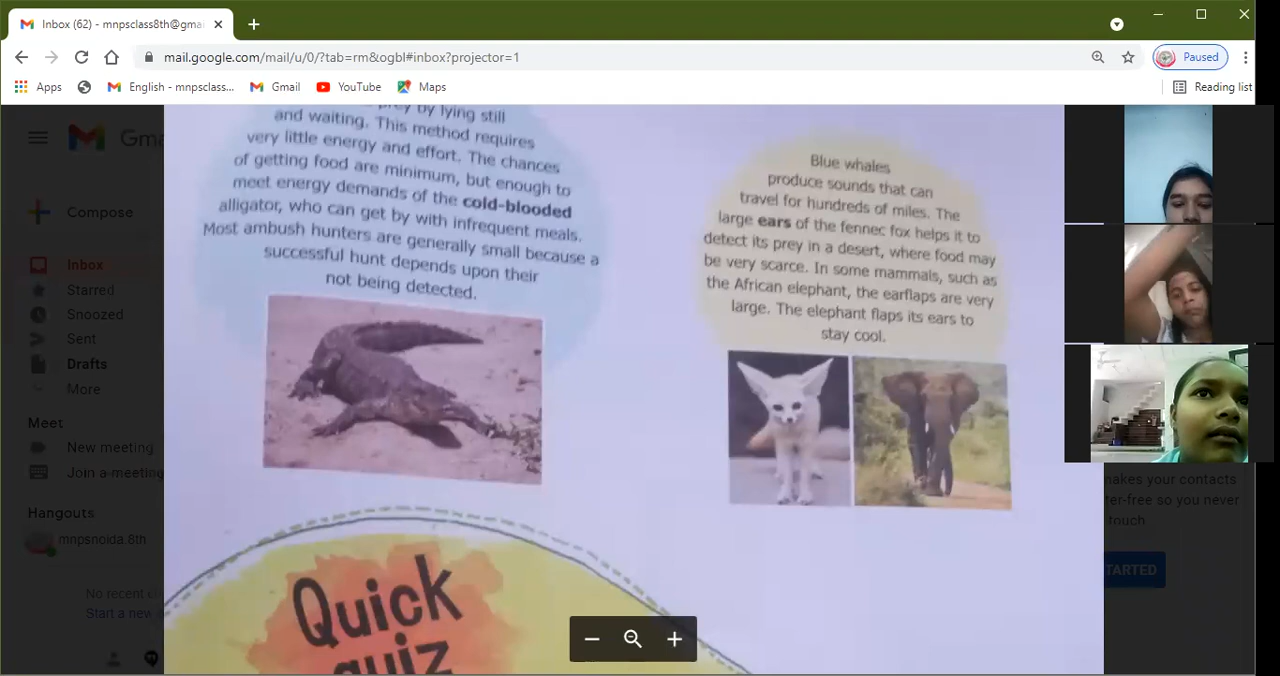 Inbox (62) - mnpsclass8th@gma
mail.google.com/mail/u/0/?tab=rm&ogbl#inbox?projector=1
Paused
Apps
English - mnpsclass...
Gmail
YouTube
Maps
Reading list
Compose
Inbox
Starred
Snoozed
Sent
Drafts
More
Meet
New meeting
Join a meeting
Hangouts
mnpsnoida.8th
No recent
Start a new
prey by lying still
and waiting. This method requires
very little energy and effort. The chances
of getting food are minimum, but enough to
meet energy demands of the cold-blooded
alligator, who can get by with infrequent meals.
Most ambush hunters are generally small because a
successful hunt depends upon their
not being detected.
Blue whales
produce sounds that can
travel for hundreds of miles. The
large ears of the fennec fox helps it to
detect its prey in a desert, where food may
be very scarce. In some mammals, such as
the African elephant, the earflaps are very
large. The elephant flaps its ears to
stay cool.
Quick
quiz
makes your contacts
so you never
touch